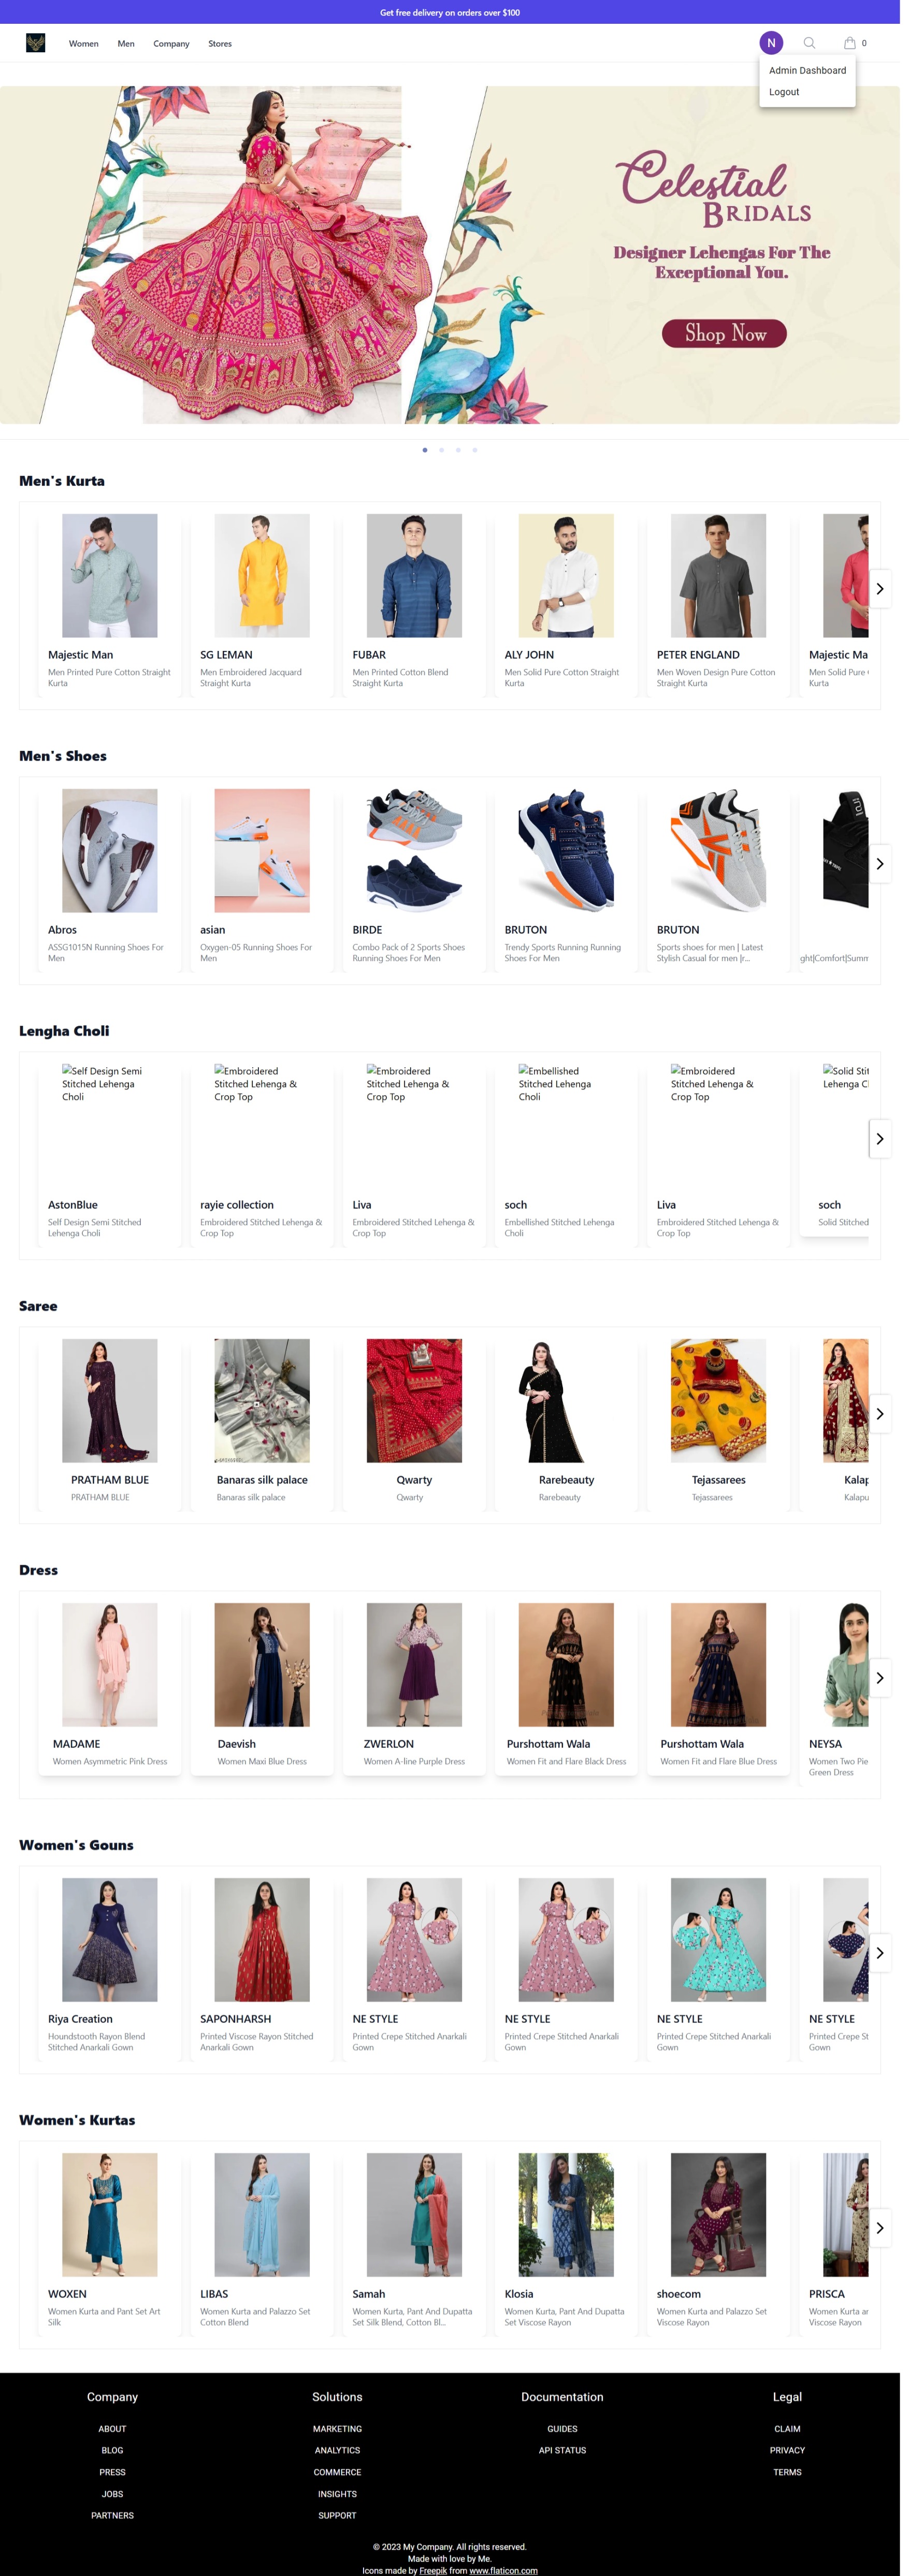 Get free delivery on orders over $100
Women Men Company Stores
N
0
Admin Dashboard
Logout
Celestial
BRIDALS
Designer Lehengas For The
Exceptional You.
Shop Now
Men's Kurta
Majestic Man
Men Printed Pure Cotton Straight
Kurta
SG LEMAN
Men Embroidered Jacquard
Straight Kurta
FUBAR
Men Printed Cotton Blend
Straight Kurta
ALY JOHN
Men Solid Pure Cotton Straight
Kurta
PETER ENGLAND
Men Woven Design Pure Cotton
Straight Kurta
Majestic Ma
Men Solid Pure
Kurta
Men's Shoes
Abros
ASSG1015N Running Shoes For
Men
asian
Oxygen-05 Running Shoes For
Men
BIRDE
Combo Pack of 2 Sports Shoes
Running Shoes For Men
BRUTON
Trendy Sports Running Running
Shoes For Men
BRUTON
Sports shoes for men | Latest
Stylish Casual for men |r...
ght|Comfort|Summ
Lengha Choli
Self Design Semi
Stitched Lehenga
Choli
AstonBlue
Self Design Semi Stitched
Lehenga Choli
Embroidered
Stitched Lehenga &
Crop Top
rayie collection
Embroidered Stitched Lehenga &
Crop Top
Embroidered
Stitched Lehenga &
Crop Top
Liva
Embroidered Stitched Lehenga &
Crop Top
Embellished
Stitched Lehenga
Choli
soch
Embellished Stitched Lehenga
Choli
Embroidered
Stitched Lehenga &
Crop Top
Liva
Embroidered Stitched Lehenga &
Crop Top
Solid Stit
Lehenga C
soch
Solid Stitched
Saree
PRATHAM BLUE
PRATHAM BLUE
Banaras silk palace
Banaras silk palace
Qwarty
Qwarty
Rarebeauty
Rarebeauty
Tejassarees
Tejassarees
Kalap
Kalapu
Dress
MADAME
Women Asymmetric Pink Dress
Daevish
Women Maxi Blue Dress
ZWERLON
Women A-line Purple Dress
Purshottam Wala
Women Fit and Flare Black Dress
Purshottam Wala
Women Fit and Flare Blue Dress
NEYSA
Women Two Pie
Green Dress
Women's Gouns
Riya Creation
Houndstooth Rayon Blend
Stitched Anarkali Gown
SAPONHARSH
Printed Viscose Rayon Stitched
Anarkali Gown
NE STYLE
Printed Crepe Stitched Anarkali
Gown
NE STYLE
Printed Crepe Stitched Anarkali
Gown
NE STYLE
Printed Crepe Stitched Anarkali
Gown
NE STYLE
Printed Crepe St
Gown
Women's Kurtas
WOXEN
Women Kurta and Pant Set Art
Silk
LIBAS
Women Kurta and Palazzo Set
Cotton Blend
Samah
Women Kurta, Pant And Dupatta
Set Silk Blend, Cotton Bl...
Klosia
Women Kurta, Pant And Dupatta
Set Viscose Rayon
shoecom
Women Kurta and Palazzo Set
Viscose Rayon
PRISCA
Women Kurta ar
Viscose Rayon
Company
ABOUT
BLOG
PRESS
JOBS
PARTNERS
Solutions
MARKETING
ANALYTICS
COMMERCE
INSIGHTS
SUPPORT
Documentation
GUIDES
API STATUS
Legal
CLAIM
PRIVACY
TERMS
© 2023 My Company. All rights reserved.
Made with love by Me.
Icons made by Freepik from www.flaticon.com